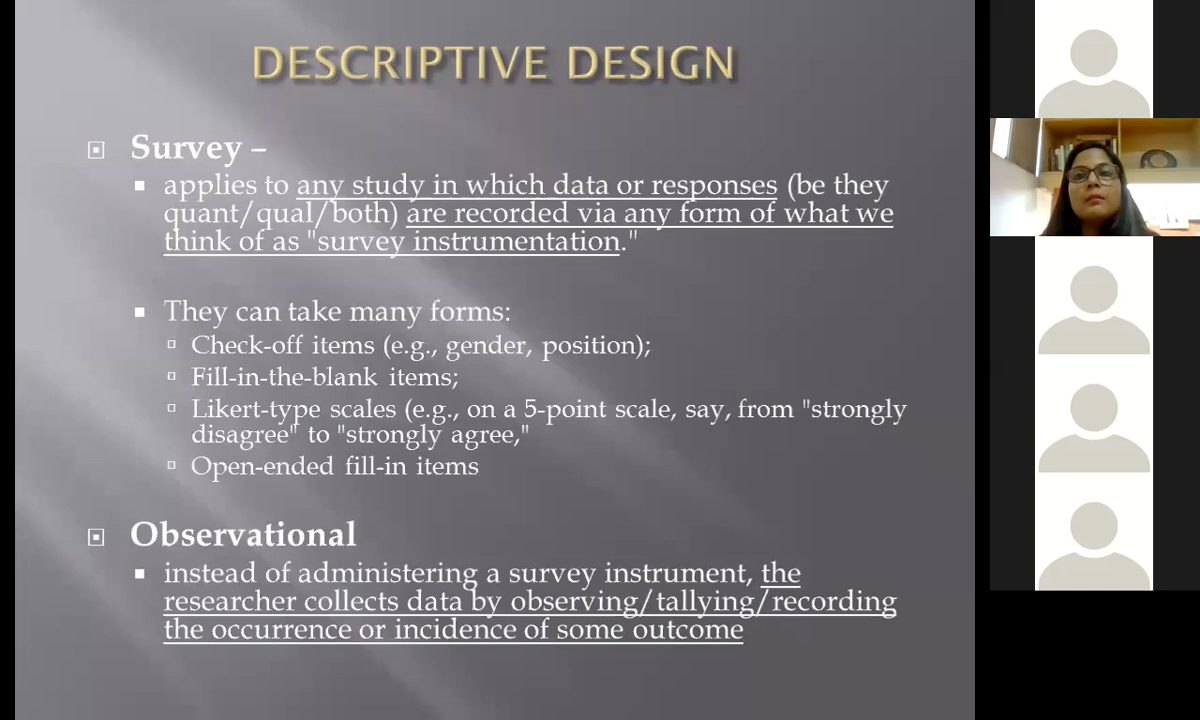 DESCRIPTIVE DESIGN
Survey –
applies to any study in which data or responses (be they
quant/qual/both) are recorded via any form of what we
think of as "survey instrumentation."
They can take many forms:
Check-off items (e.g., gender, position);
Fill-in-the-blank items;
Likert-type scales (e.g., on a 5-point scale, say, from "strongly
disagree" to "strongly agree,"
Open-ended fill-in items
Observational
instead of administering a survey instrument, the
researcher collects data by observing/tallying/recording
the occurrence or incidence of some outcome